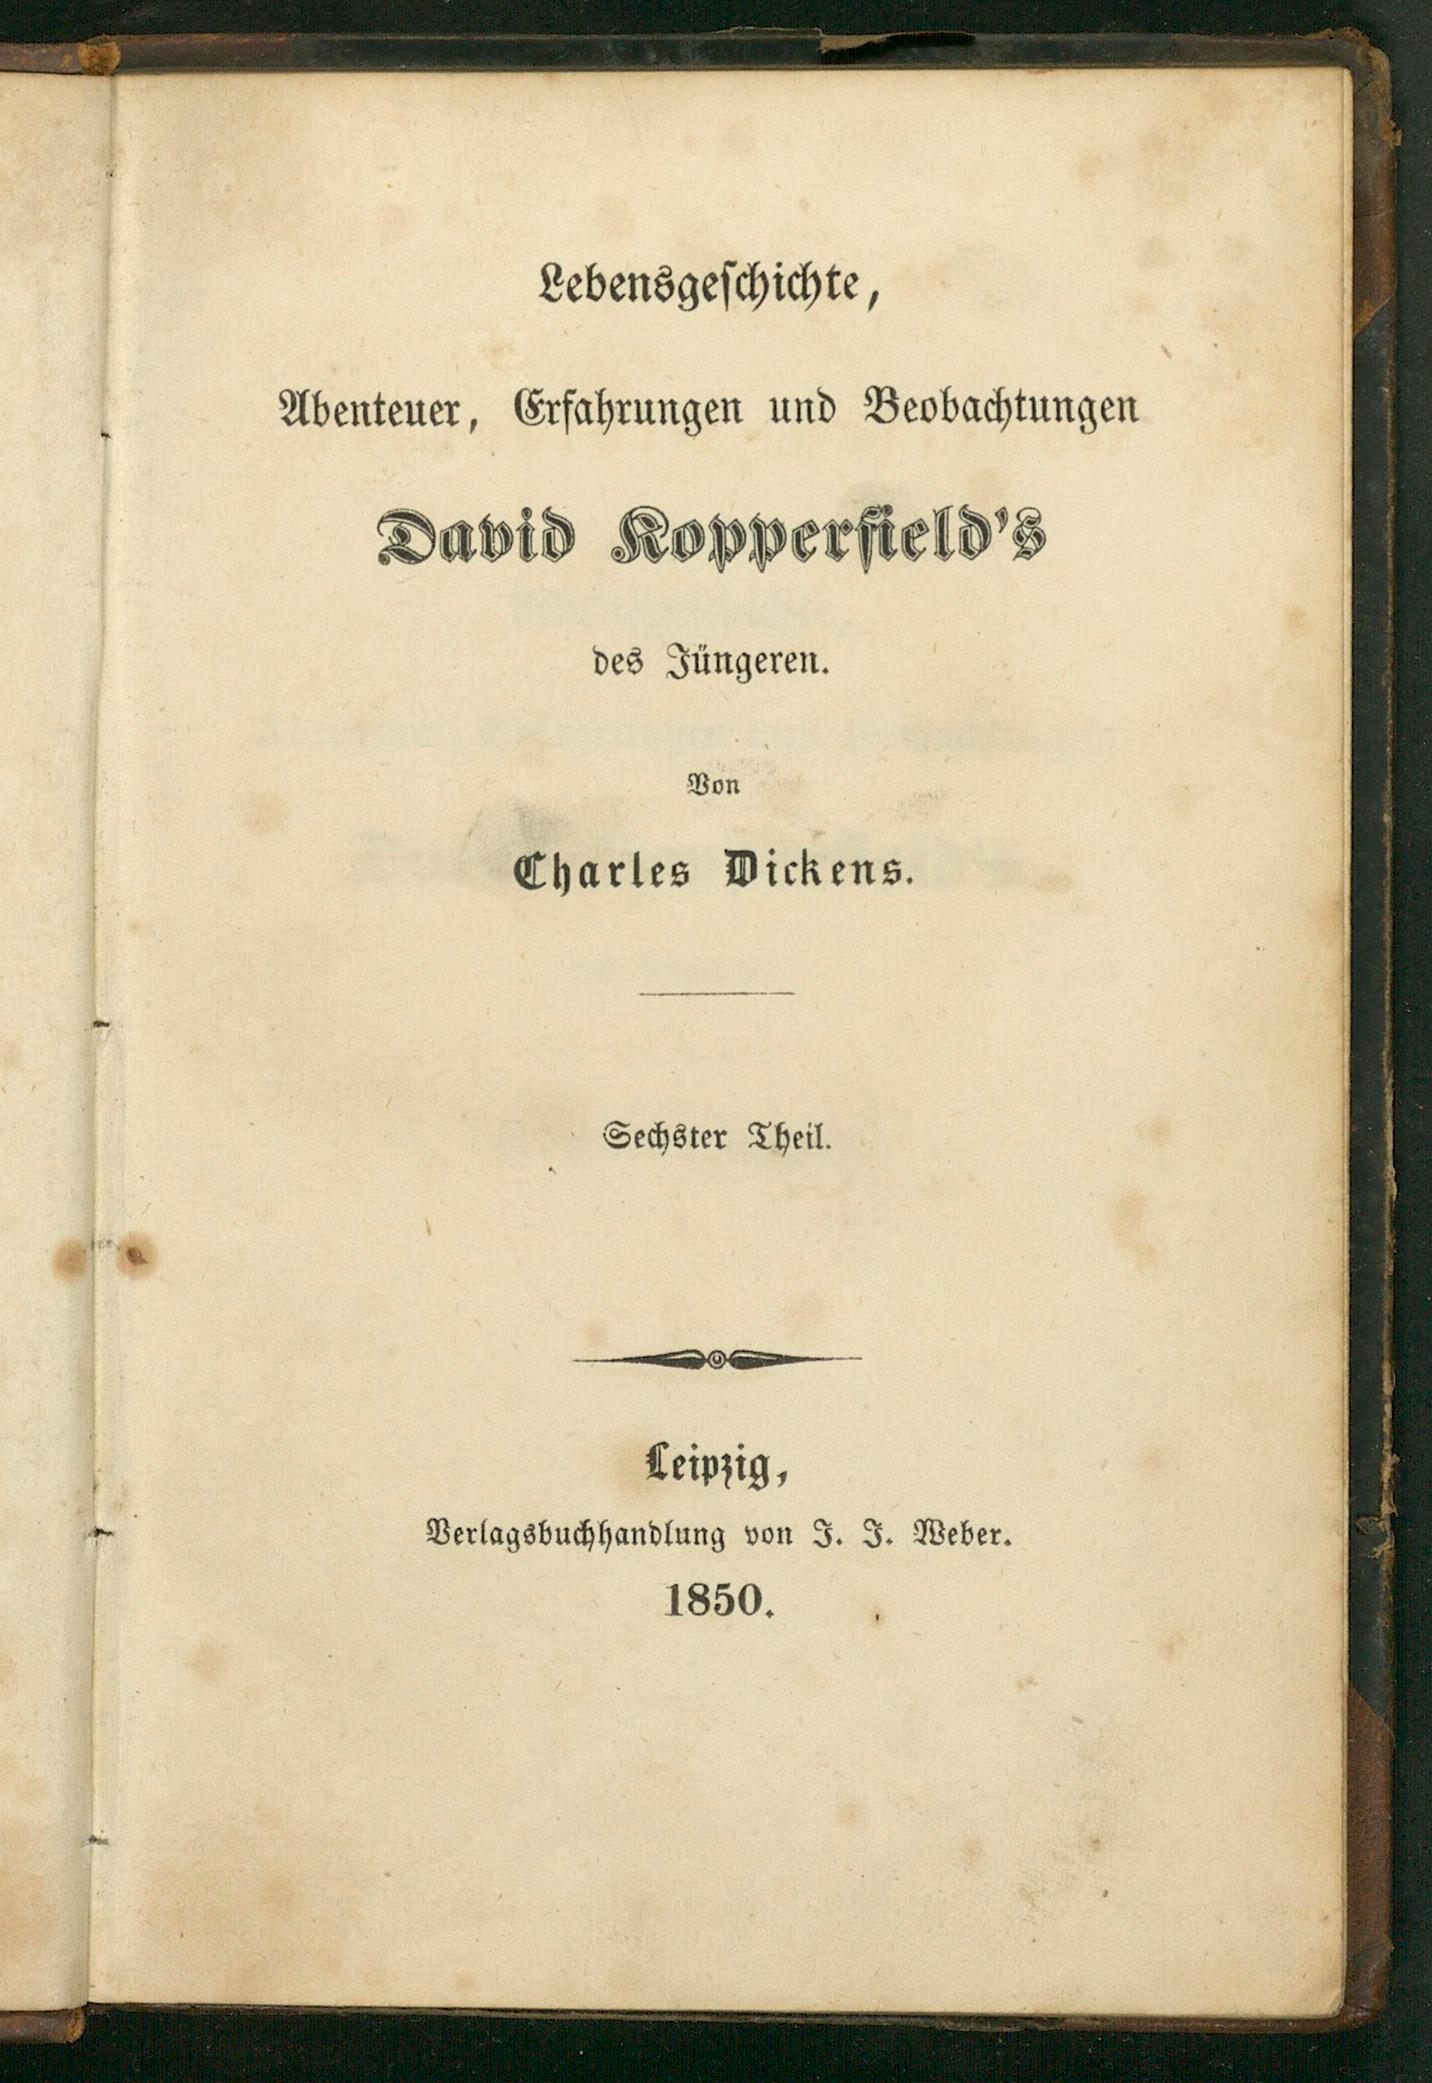 Lebensgeſchichte,
Abenteuer, Erfahrungen und Beobachtungen
David Kopperfield's
des Jüngeren.
Von
Charles Dickens.
Sechster Theil.
Leipzig,
Verlagsbuchhandlung von J. J. Weber.
1850.